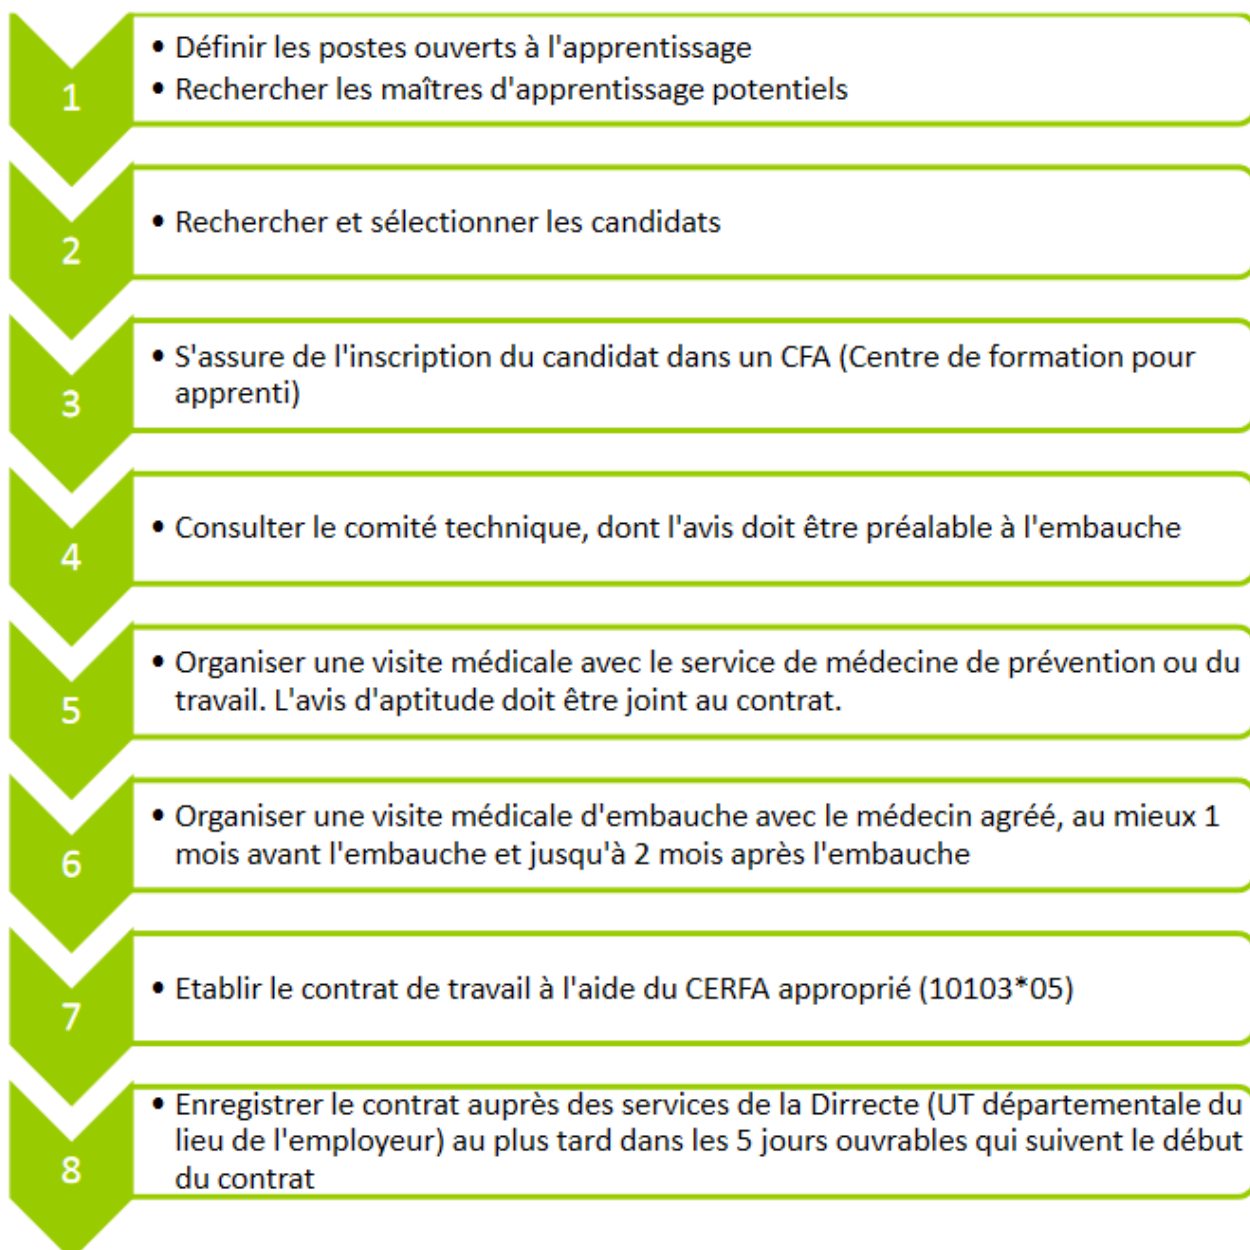 1
• Définir les postes ouverts à l'apprentissage
• Rechercher les maîtres d'apprentissage potentiels
2
• Rechercher et sélectionner les candidats
3
• S'assure de l'inscription du candidat dans un CFA (Centre de formation pour
apprenti)
4
• Consulter le comité technique, dont l'avis doit être préalable à l'embauche
5
• Organiser une visite médicale avec le service de médecine de prévention ou du
travail. L'avis d'aptitude doit être joint au contrat.
6
• Organiser une visite médicale d'embauche avec le médecin agréé, au mieux 1
mois avant l'embauche et jusqu'à 2 mois après l'embauche
7
• Etablir le contrat de travail à l'aide du CERFA approprié (10103*05)
8
• Enregistrer le contrat auprès des services de la Dirrecte (UT départementale du
lieu de l'employeur) au plus tard dans les 5 jours ouvrables qui suivent le début
du contrat